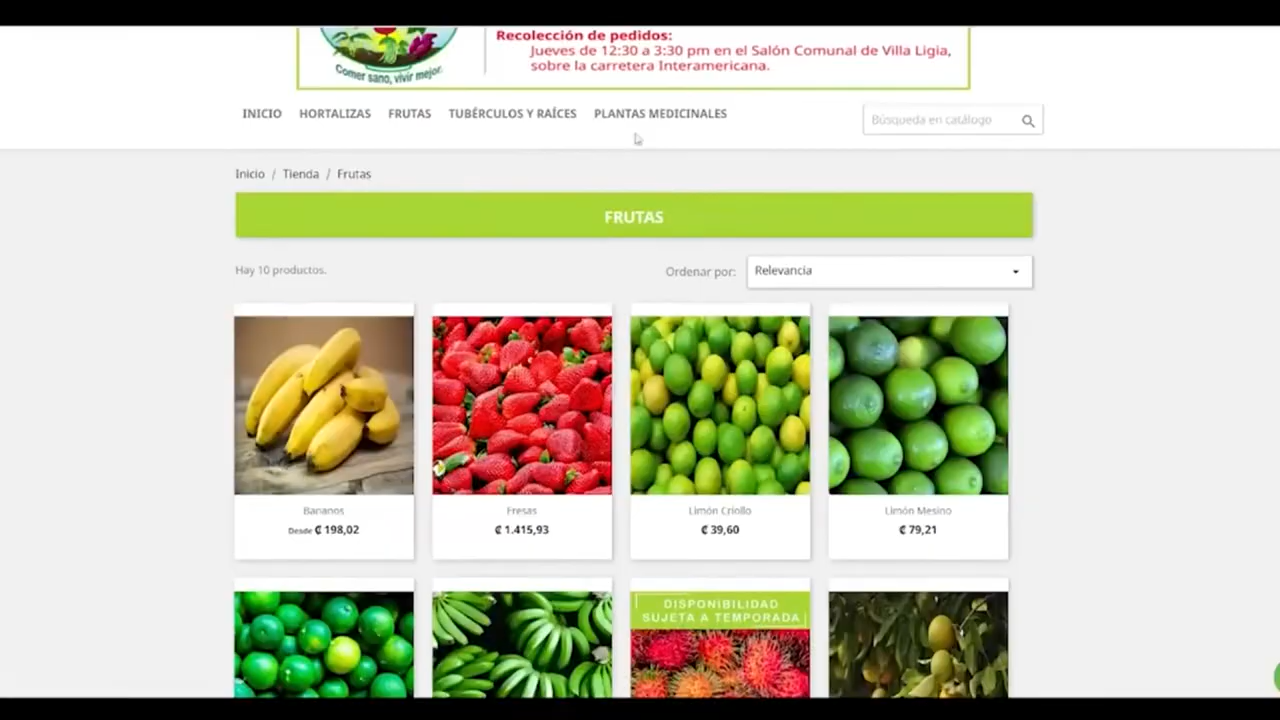 Recolección de pedidos:
Jueves de 12:30 a 3:30 pm en el Salón Comunal de Villa Ligia,
sobre la carretera Interamericana.
Comer sano, vivir mejor.
INICIO HORTALIZAS FRUTAS TUBÉRCULOS Y RAÍCES PLANTAS MEDICINALES
Búsqueda en catálogo
Inicio / Tienda / Frutas
FRUTAS
Hay 10 productos.
Ordenar por: Relevancia
Bananos
Desde ₡ 198,02
Fresas
₡ 1.415,93
Limón Criollo
₡ 39,60
Limón Mesino
₡ 79,21
DISPONIBILIDAD
SUJETA A TEMPORADA